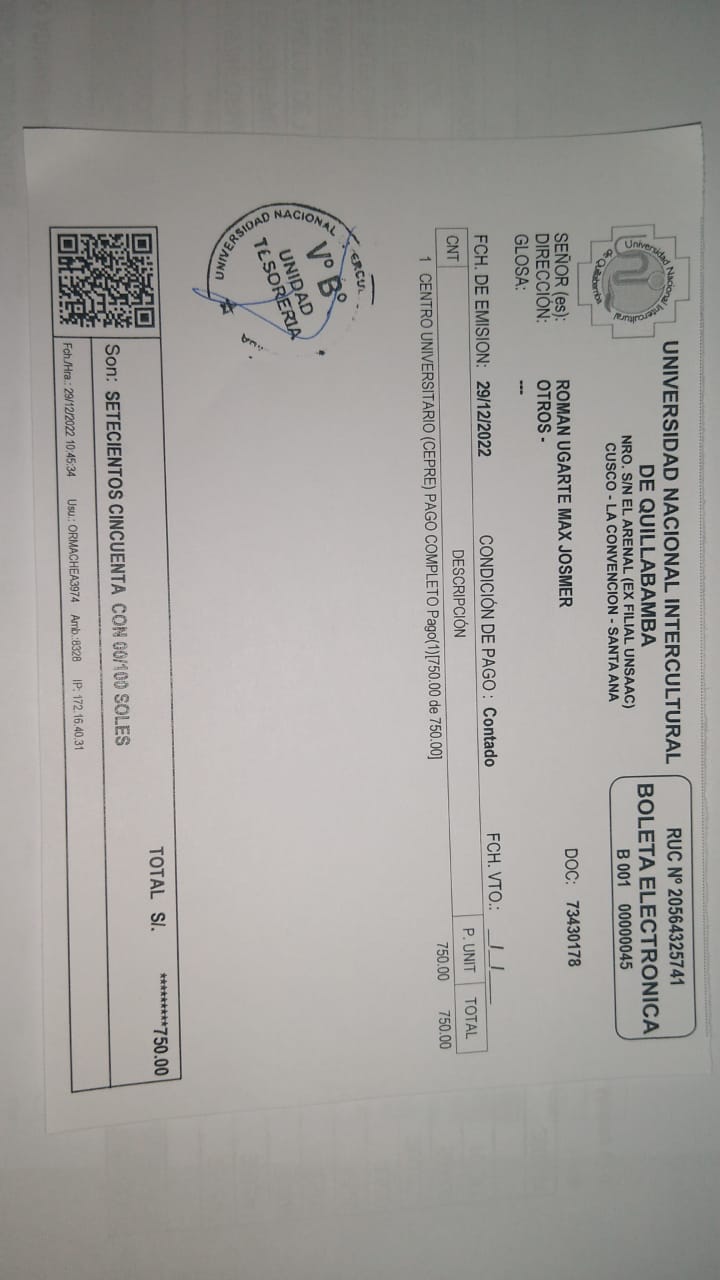 Universidad Nacional Intercultural
de Quillabamba
UNIVERSIDAD NACIONAL INTERCULTURAL
DE QUILLABAMBA
NRO. S/N EL ARENAL (EX FILIAL UNSAAC)
CUSCO - LA CONVENCION - SANTA ANA
RUC Nº 20564325741
BOLETA ELECTRONICA
B 001 00000045
SEÑOR (es): ROMAN UGARTE MAX JOSMER DOC: 73430178
DIRECCIÓN: OTROS -
GLOSA: ---
FCH. DE EMISION: 29/12/2022 CONDICIÓN DE PAGO : Contado FCH. VTO.: __/_/__
CNT DESCRIPCIÓN P. UNIT TOTAL
1 CENTRO UNIVERSITARIO (CEPRE) PAGO COMPLETO Pago(1)[750.00 de 750.00] 750.00 750.00
UNIVERSIDAD NACIONAL
Vº Bº
UNIDAD
TESORERIA
TOTAL S/. *********750.00
Son: SETECIENTOS CINCUENTA CON 00/100 SOLES
Fch./Hra.: 29/12/2022 10:45:34 Usu.: ORMACHEA3974 Amb.:8328 IP: 172.16.40.31